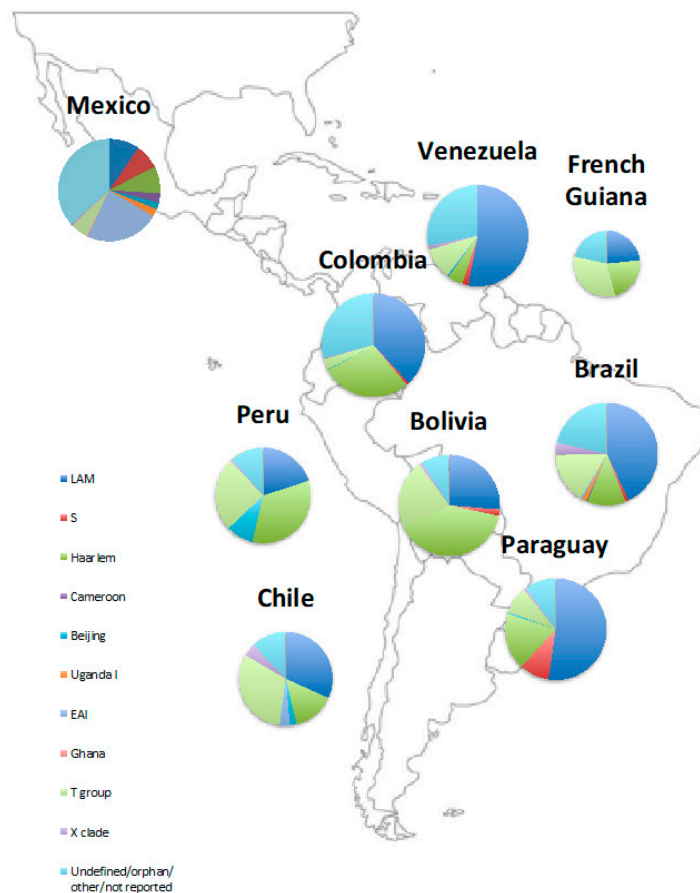 Mexico
Venezuela
French
Guiana
Colombia
Brazil
Peru
Bolivia
Paraguay
Chile
LAM
S
Haarlem
Cameroon
Beijing
Uganda I
EAI
Ghana
T group
X clade
Undefined/orphan/
other/not reported